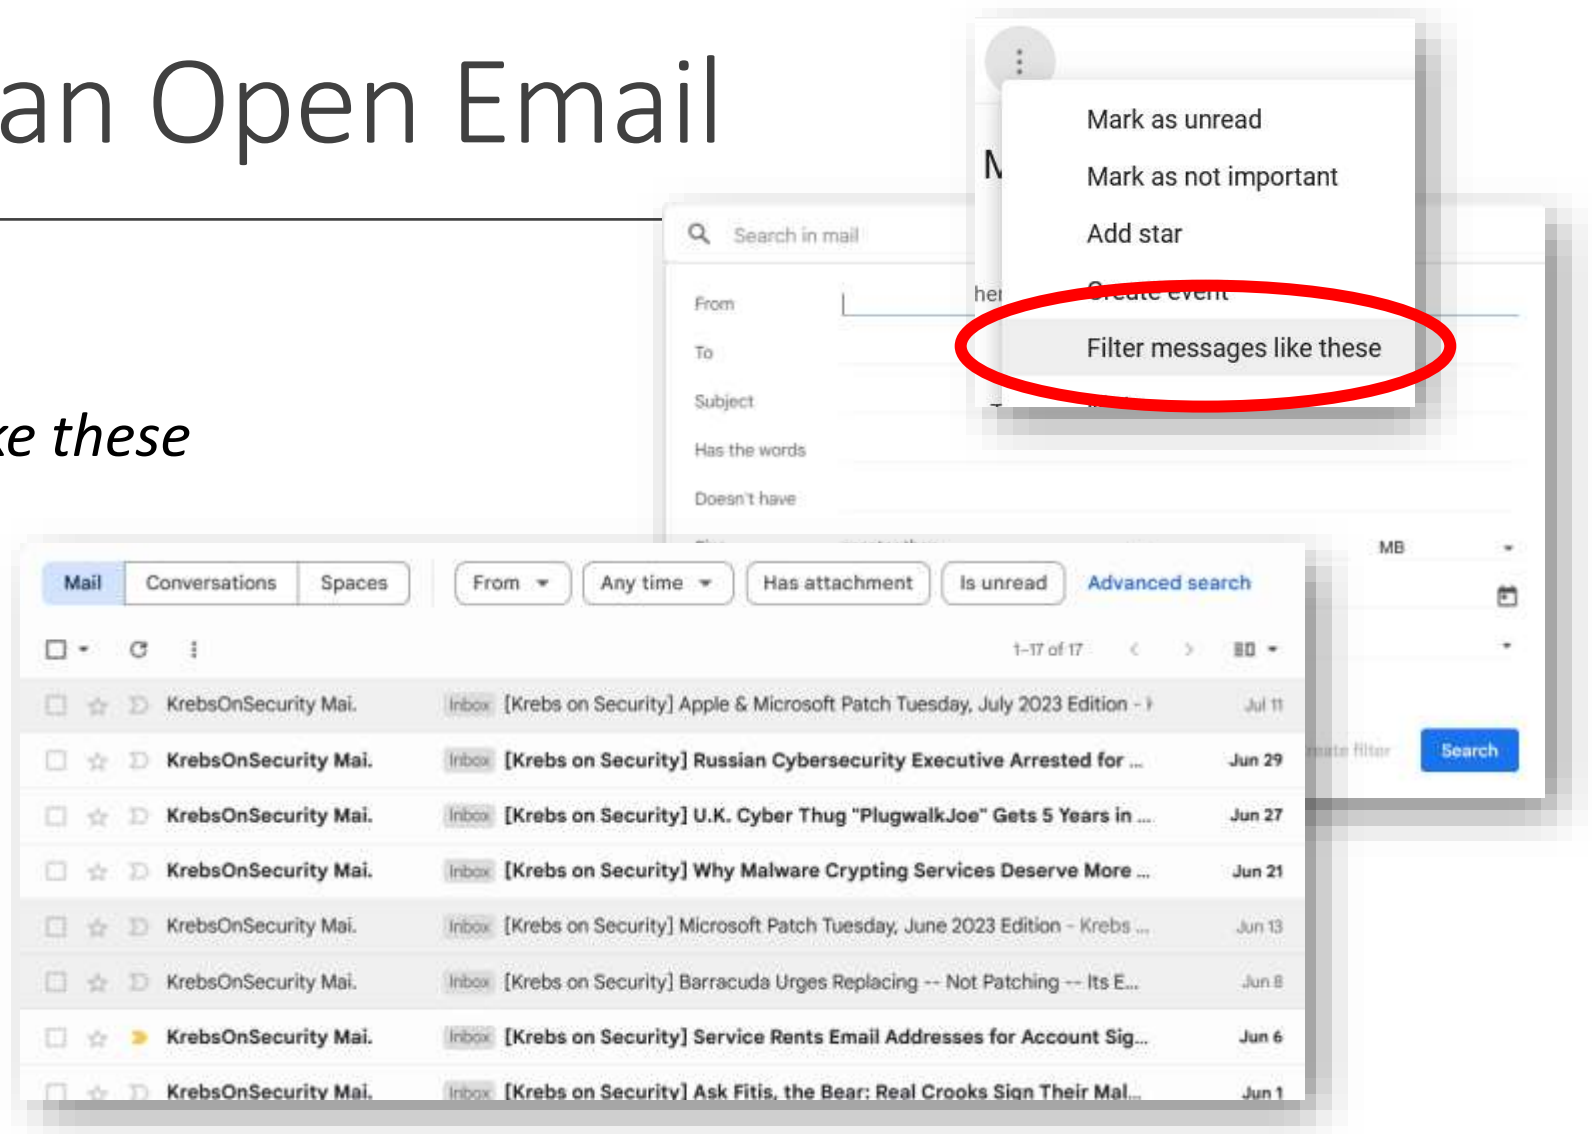 an Open Email
Mark as unread
Mark as not important
Add star
Create event
Filter messages like these
Search in mail
From
To
Subject
Has the words
Doesn't have
MB
ke these
Mail Conversations Spaces From Any time Has attachment Is unread Advanced search
1–17 of 17
KrebsOnSecurity Mai. Inbox [Krebs on Security] Apple & Microsoft Patch Tuesday, July 2023 Edition - Jul 11
KrebsOnSecurity Mai. Inbox [Krebs on Security] Russian Cybersecurity Executive Arrested for ... Jun 29
filter Search
KrebsOnSecurity Mai. Inbox [Krebs on Security] U.K. Cyber Thug "PlugwalkJoe" Gets 5 Years in ... Jun 27
KrebsOnSecurity Mai. Inbox [Krebs on Security] Why Malware Crypting Services Deserve More ... Jun 21
KrebsOnSecurity Mai. Inbox [Krebs on Security] Microsoft Patch Tuesday, June 2023 Edition - Krebs ... Jun 13
KrebsOnSecurity Mai. Inbox [Krebs on Security] Barracuda Urges Replacing -- Not Patching -- Its E... Jun 8
KrebsOnSecurity Mai. Inbox [Krebs on Security] Service Rents Email Addresses for Account Sig... Jun 6
KrebsOnSecurity Mai. Inbox [Krebs on Security] Ask Fitis, the Bear: Real Crooks Sign Their Mal... Jun 1